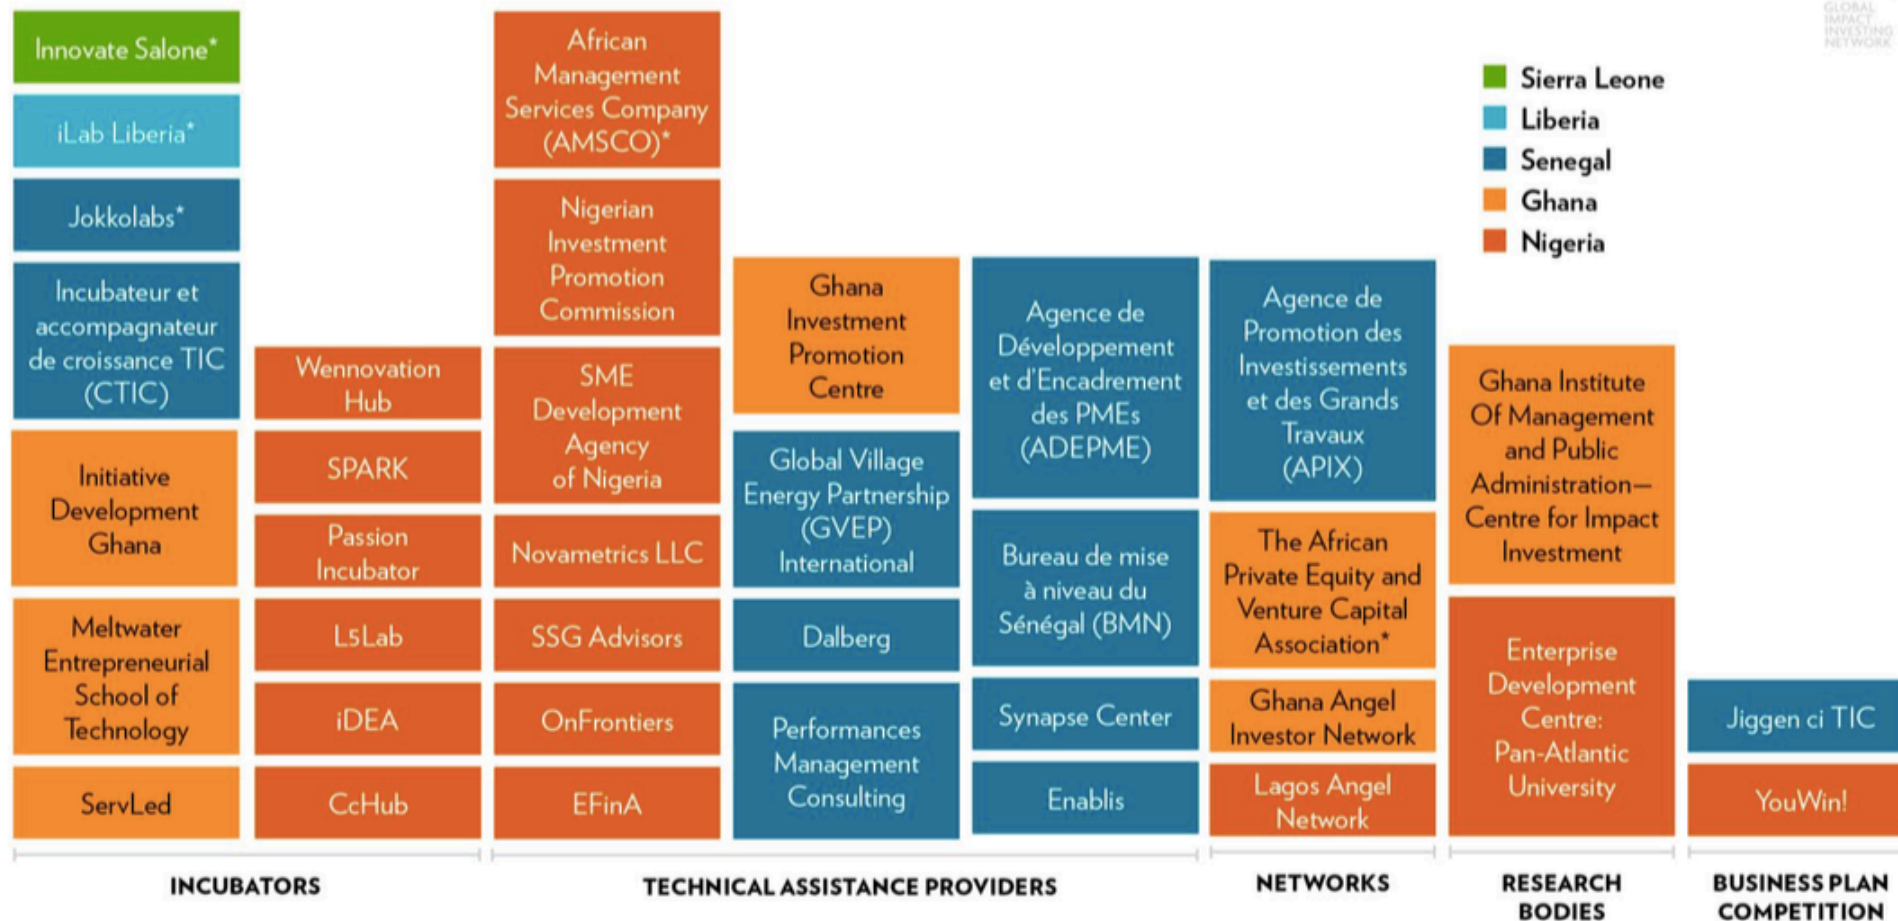 GLOBAL
IMPACT
INVESTING
NETWORK
Innovate Salone*
iLab Liberia*
Jokkolabs*
Incubateur et
accompagnateur
de croissance TIC
(CTIC)
Initiative
Development
Ghana
Meltwater
Entrepreneurial
School of
Technology
ServLed
Wennovation
Hub
SPARK
Passion
Incubator
L5Lab
iDEA
CcHub
INCUBATORS
African
Management
Services Company
(AMSCO)*
Nigerian
Investment
Promotion
Commission
SME
Development
Agency
of Nigeria
Novametrics LLC
SSG Advisors
OnFrontiers
EFinA
Ghana
Investment
Promotion
Centre
Global Village
Energy Partnership
(GVEP)
International
Dalberg
Performances
Management
Consulting
Agence de
Développement
et d'Encadrement
des PMEs
(ADEPME)
Bureau de mise
à niveau du
Sénégal (BMN)
Synapse Center
Enablis
TECHNICAL ASSISTANCE PROVIDERS
Agence de
Promotion des
Investissements
et des Grands
Travaux
(APIX)
The African
Private Equity and
Venture Capital
Association*
Ghana Angel
Investor Network
Lagos Angel
Network
NETWORKS
Ghana Institute
Of Management
and Public
Administration—
Centre for Impact
Investment
Enterprise
Development
Centre:
Pan-Atlantic
University
RESEARCH
BODIES
Jiggen ci TIC
YouWin!
BUSINESS PLAN
COMPETITION
Sierra Leone
Liberia
Senegal
Ghana
Nigeria